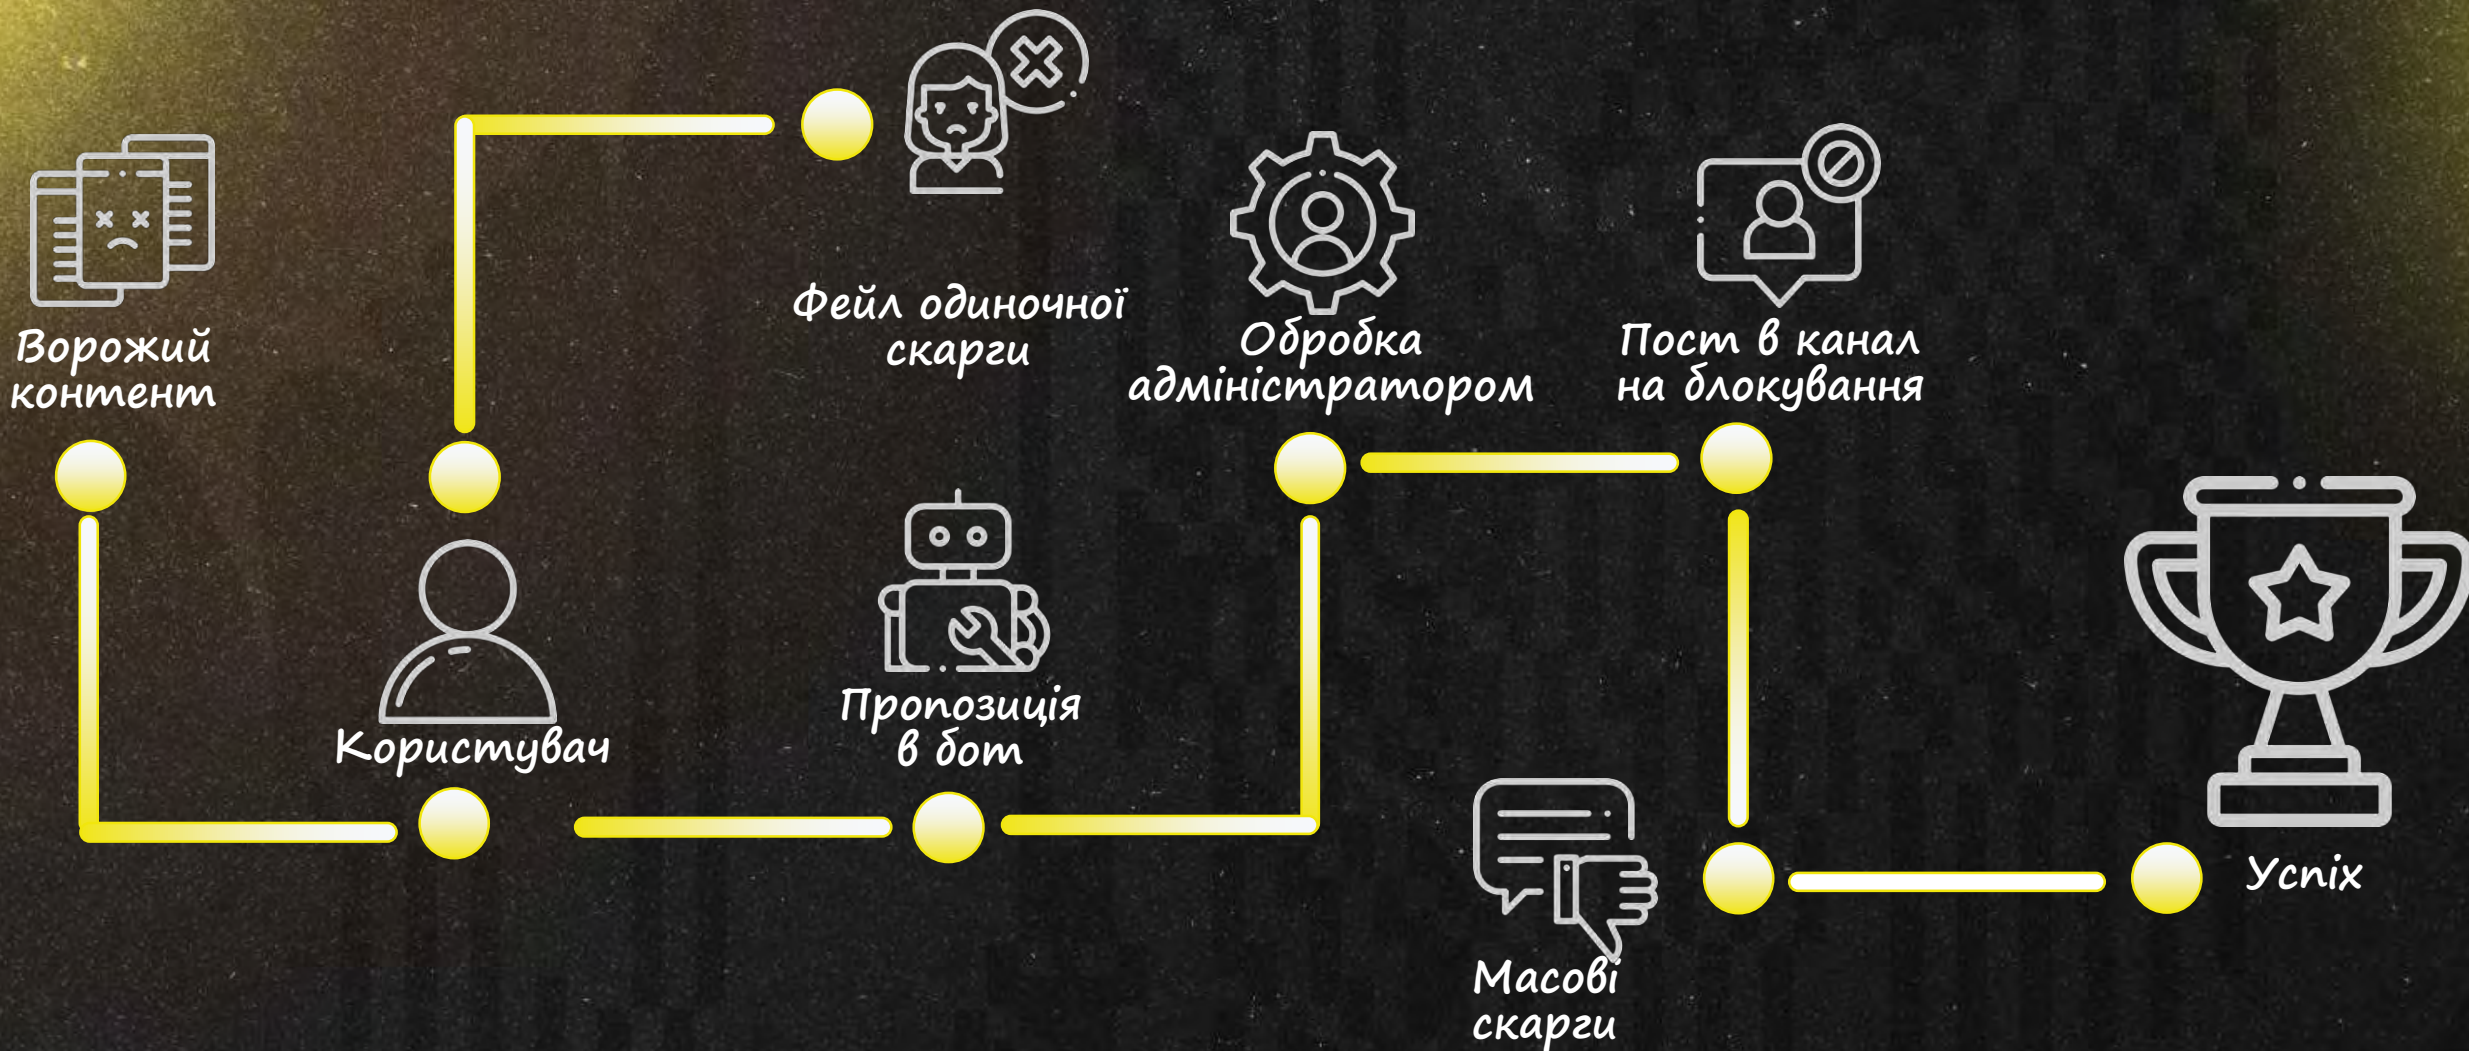 Ворожий
контент
Користувач
Фейл одиночної
скарги
Пропозиція
в бот
Обробка
адміністратором
Пост в канал
на блокування
Масові
скарги
Успіх